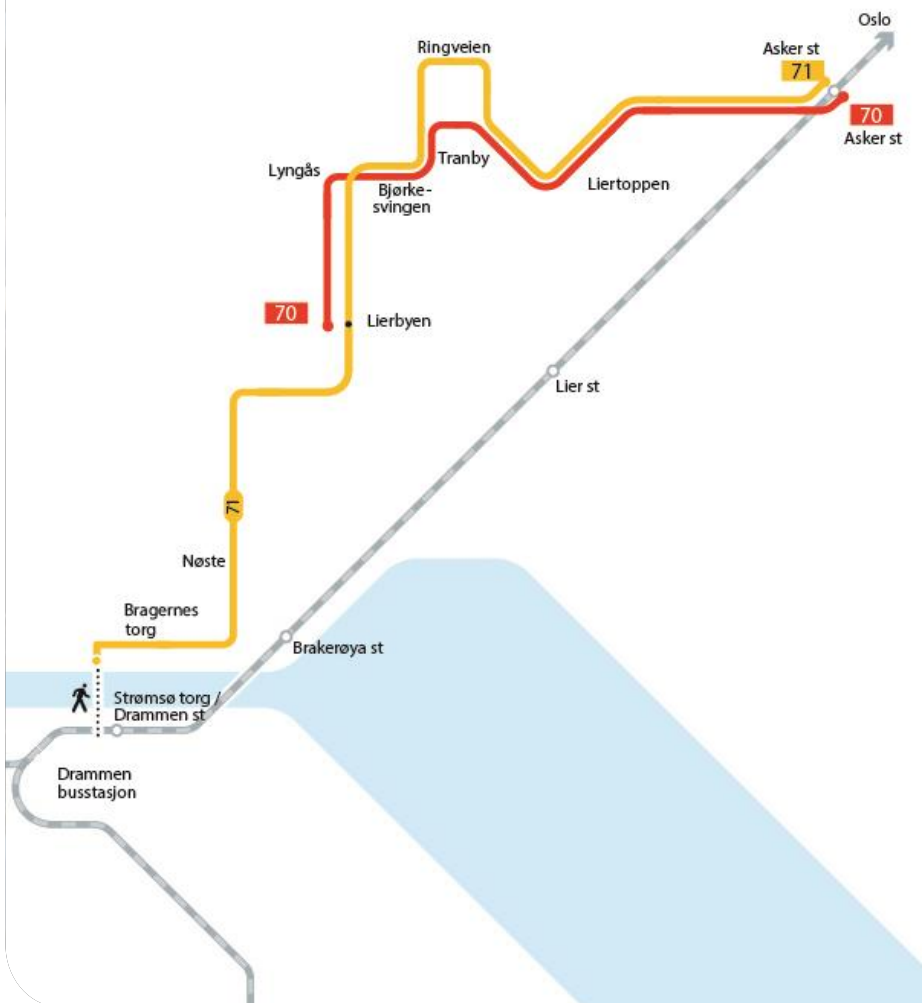 Oslo
Asker st
71
70
Asker st
Ringveien
Tranby
Lyngås
Bjørke-
svingen
Liertoppen
70
Lierbyen
Lier st
71
Nøste
Bragernes
torg
Brakerøya st
Strømsø torg /
Drammen st
Drammen
busstasjon